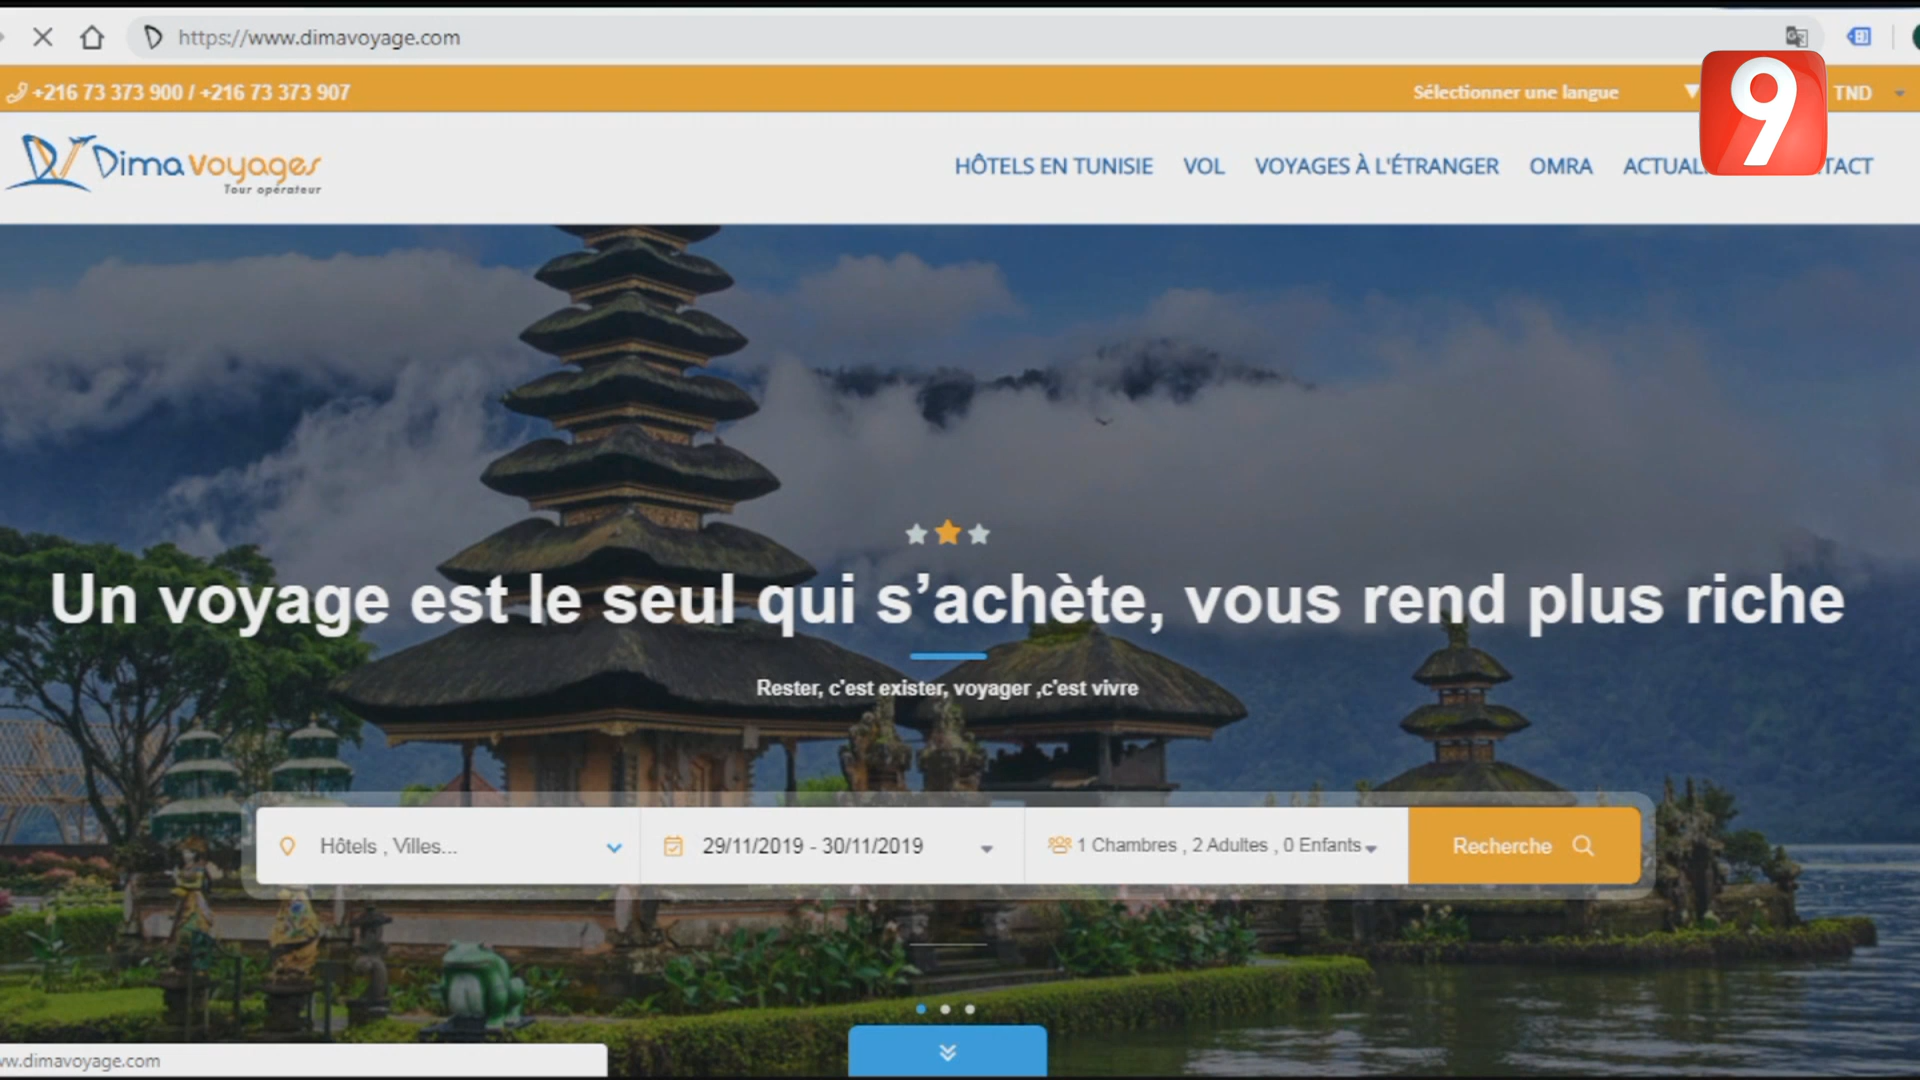 https://www.dimavoyage.com
+216 73 373 900 / +216 73 373 907
Sélectionner une langue
TND
9
Dima Voyages
Tour opérateur
HÔTELS EN TUNISIE VOL VOYAGES À L'ÉTRANGER OMRA
Un voyage est le seul qui s’achète, vous rend plus riche
Rester, c'est exister, voyager ,c'est vivre
Hôtels , Villes...
29/11/2019 - 30/11/2019
1 Chambres , 2 Adultes , 0 Enfants
Recherche
.dimavoyage.com